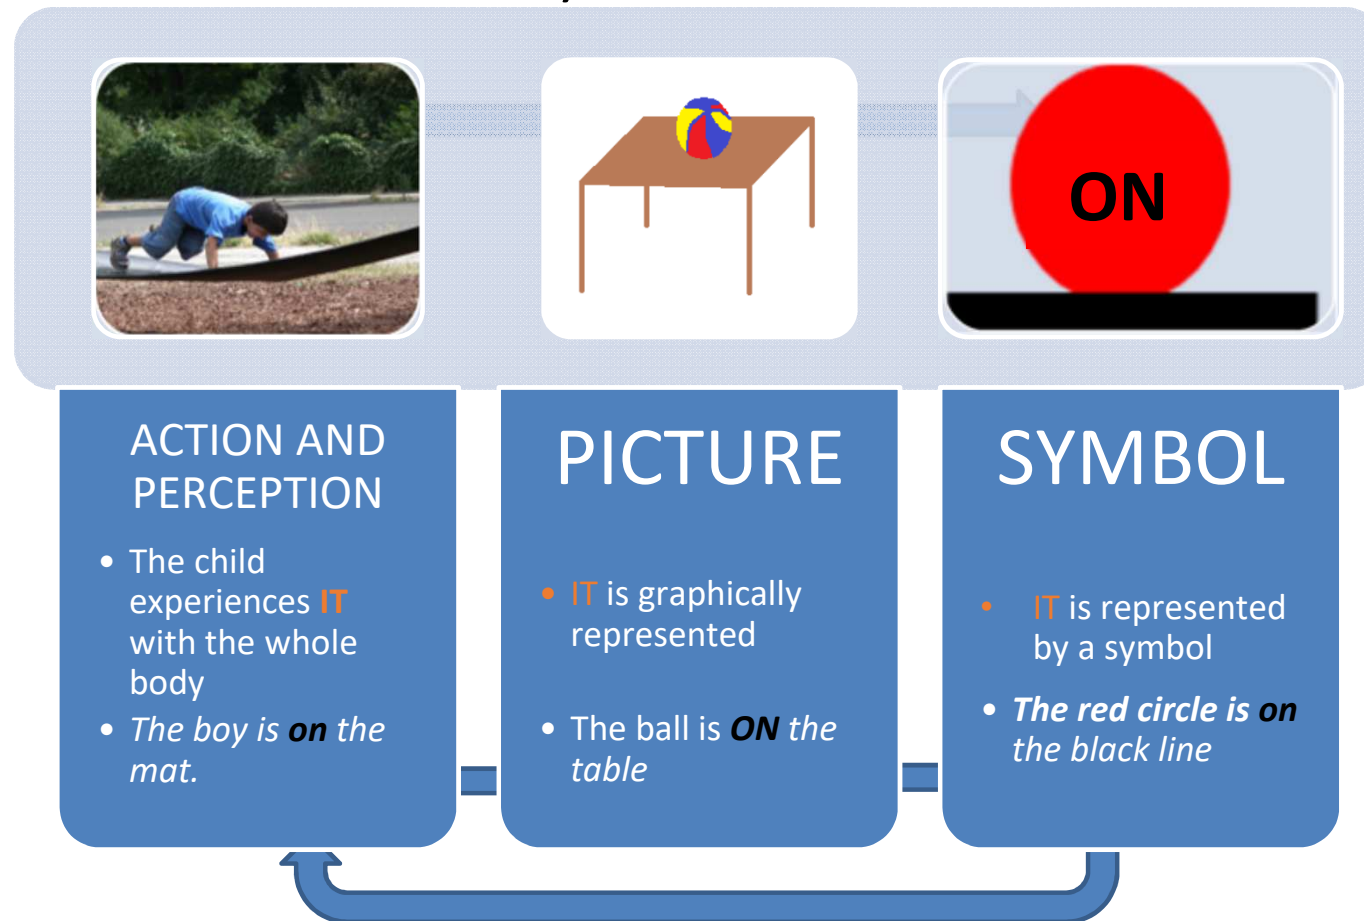 ON
ACTION AND
PERCEPTION
• The child
experiences IT
with the whole
body
• The boy is on the
mat.
PICTURE
• IT is graphically
represented
• The ball is ON the
table
SYMBOL
• IT is represented
by a symbol
• The red circle is on
the black line